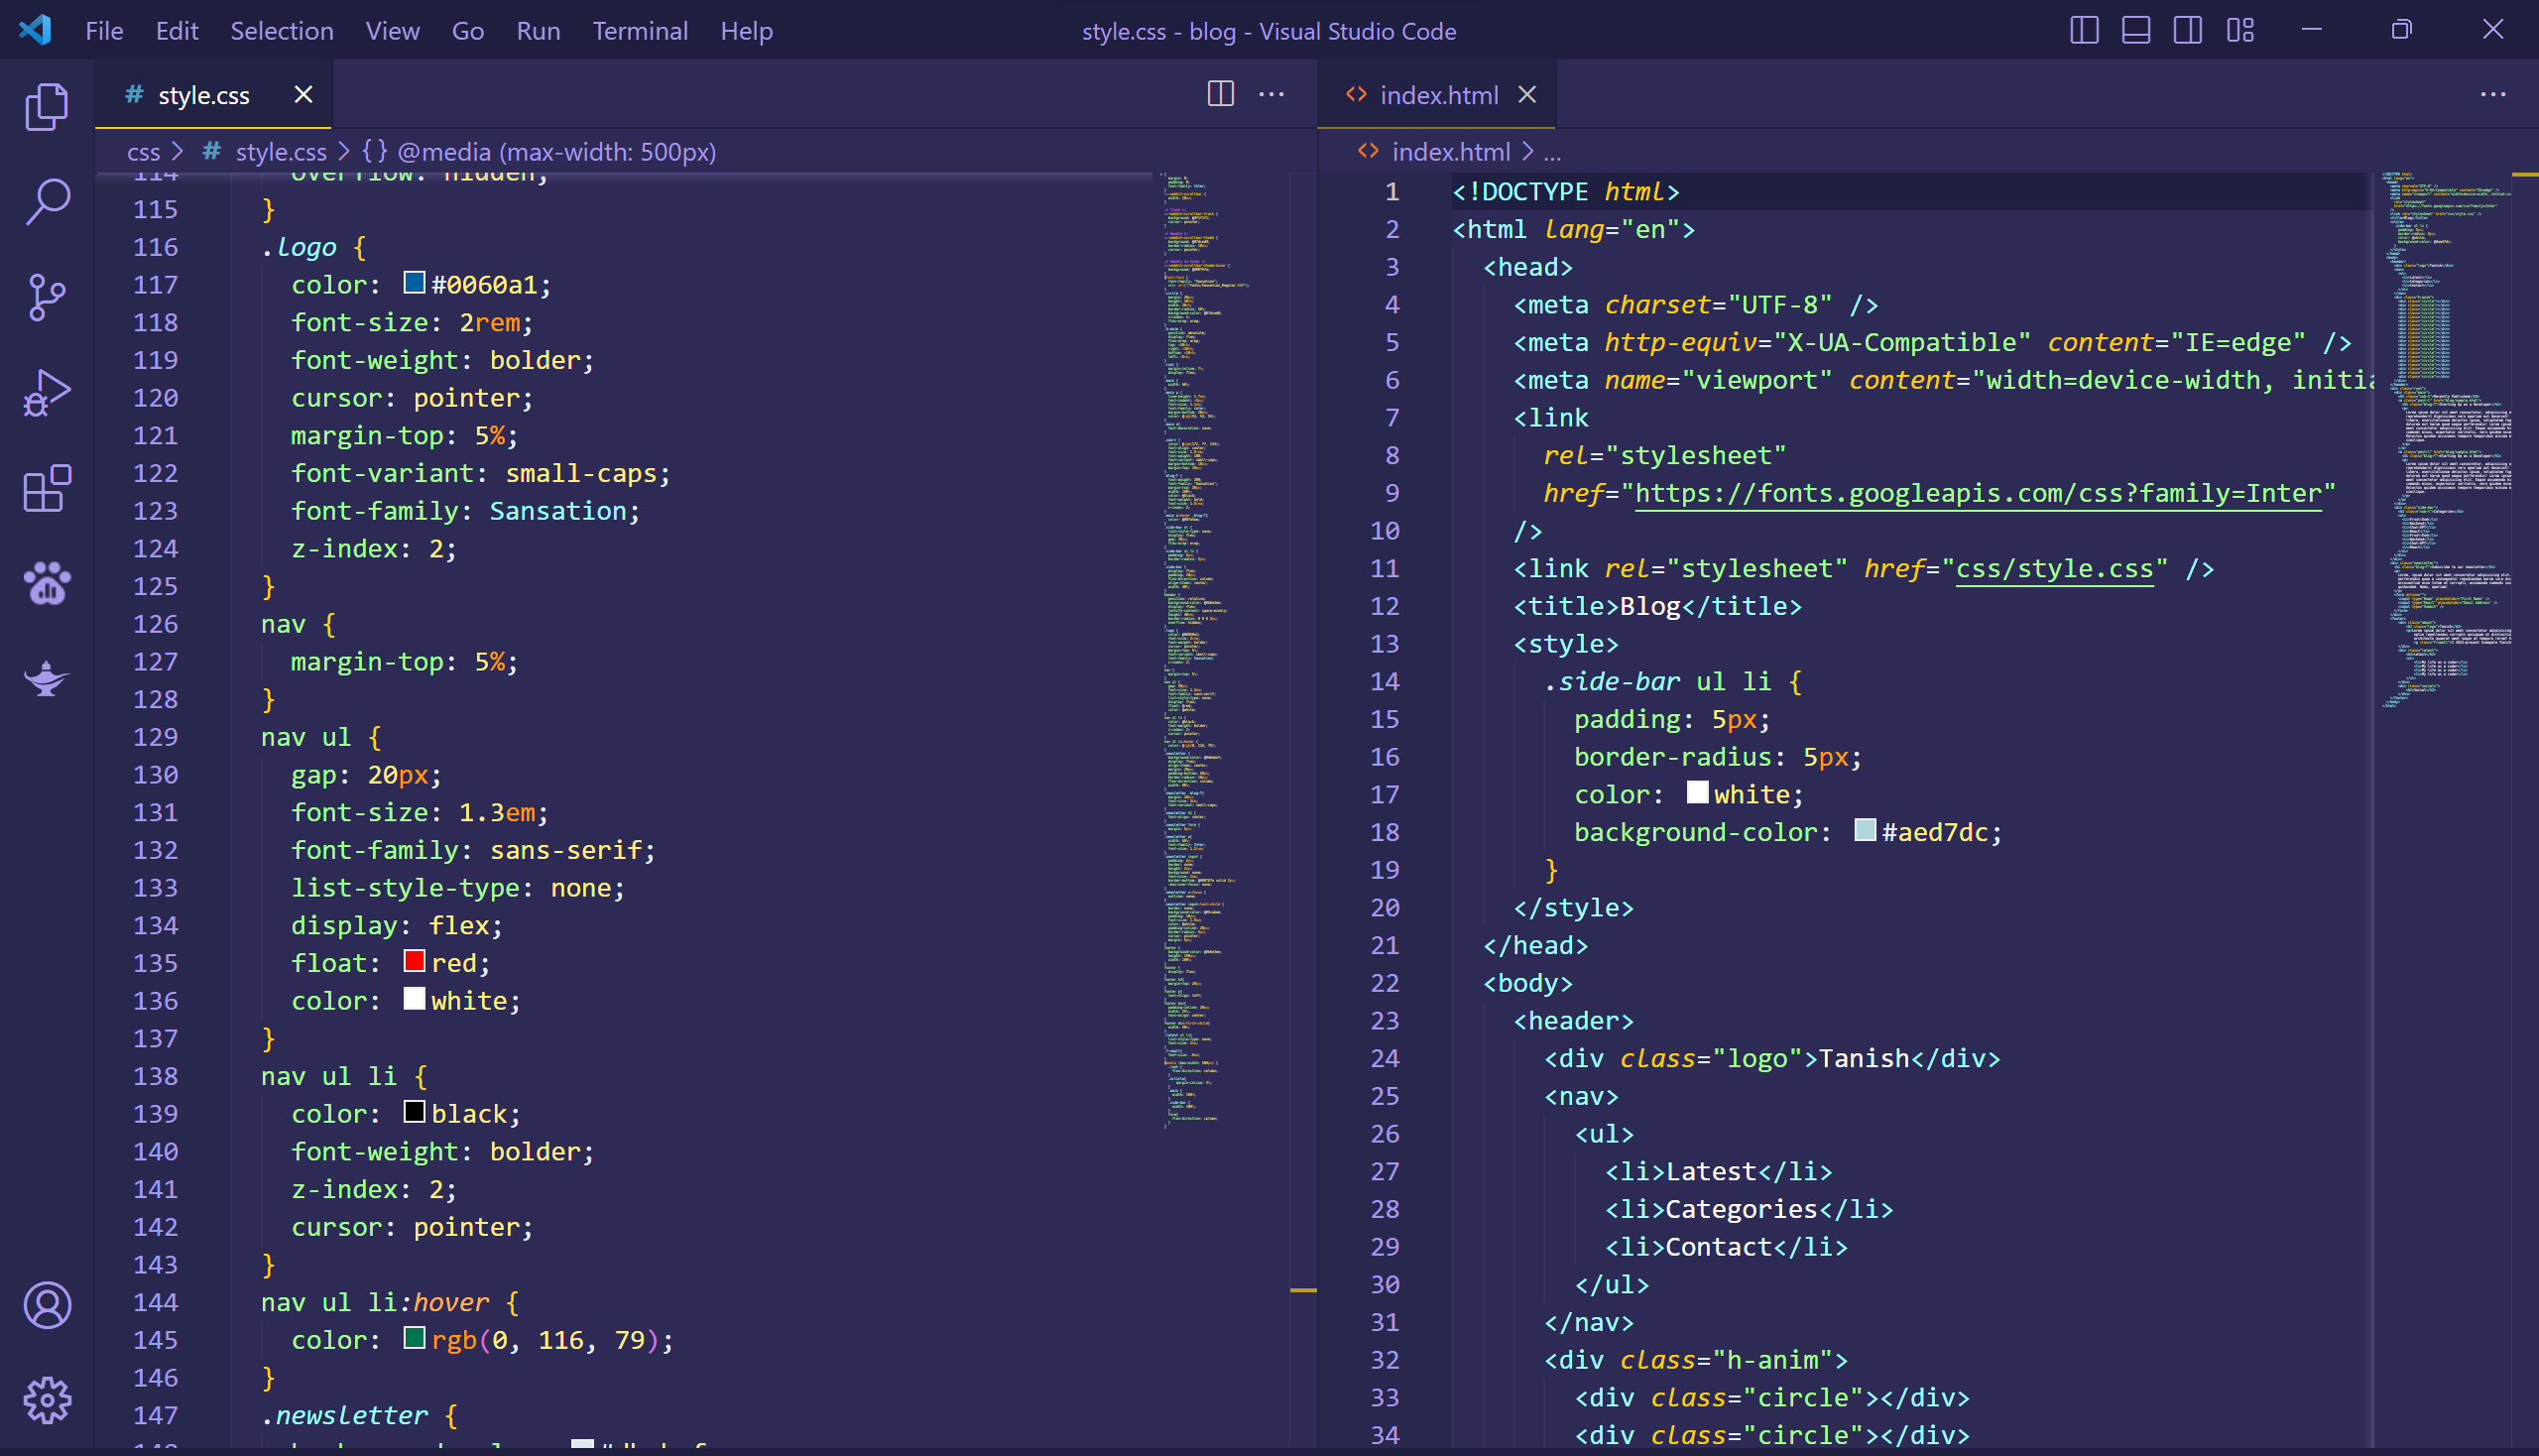 File Edit Selection View Go Run Terminal Help
style.css - blog - Visual Studio Code
# style.css
css > # style.css > {} @media (max-width: 500px)
114 overflow: hidden;
115 }
116 .logo {
117 color: #0060a1;
118 font-size: 2rem;
119 font-weight: bolder;
120 cursor: pointer;
121 margin-top: 5%;
122 font-variant: small-caps;
123 font-family: Sansation;
124 z-index: 2;
125 }
126 nav {
127 margin-top: 5%;
128 }
129 nav ul {
130 gap: 20px;
131 font-size: 1.3em;
132 font-family: sans-serif;
133 list-style-type: none;
134 display: flex;
135 float: red;
136 color: white;
137 }
138 nav ul li {
139 color: black;
140 font-weight: bolder;
141 z-index: 2;
142 cursor: pointer;
143 }
144 nav ul li:hover {
145 color: rgb(0, 116, 79);
146 }
147 .newsletter {
<> index.html
<> index.html > ...
1 <!DOCTYPE html>
2 <html lang="en">
3 <head>
4 <meta charset="UTF-8" />
5 <meta http-equiv="X-UA-Compatible" content="IE=edge" />
6 <meta name="viewport" content="width=device-width, initia
7 <link
8 rel="stylesheet"
9 href="https://fonts.googleapis.com/css?family=Inter"
10 />
11 <link rel="stylesheet" href="css/style.css" />
12 <title>Blog</title>
13 <style>
14 .side-bar ul li {
15 padding: 5px;
16 border-radius: 5px;
17 color: white;
18 background-color: #aed7dc;
19 }
20 </style>
21 </head>
22 <body>
23 <header>
24 <div class="logo">Tanish</div>
25 <nav>
26 <ul>
27 <li>Latest</li>
28 <li>Categories</li>
29 <li>Contact</li>
30 </ul>
31 </nav>
32 <div class="h-anim">
33 <div class="circle"></div>
34 <div class="circle"></div>